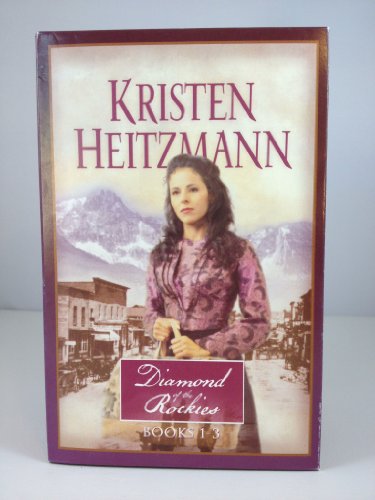 KRISTEN
HEITZMANN
Diamond
of the
Rockies
BOOKS 1-3